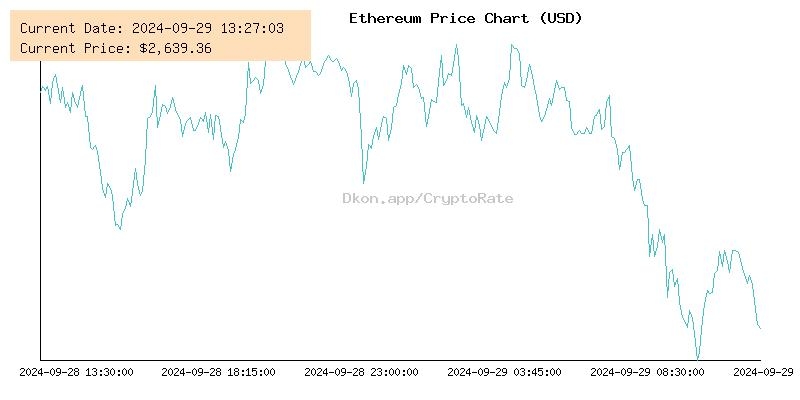 Ethereum Price Chart (USD)
Current Date: 2024-09-29 13:27:03
Current Price: $2,639.36
Dkon.app/CryptoRate
2024-09-28 13:30:00 2024-09-28 18:15:00 2024-09-28 23:00:00 2024-09-29 03:45:00 2024-09-29 08:30:00 2024-09-29